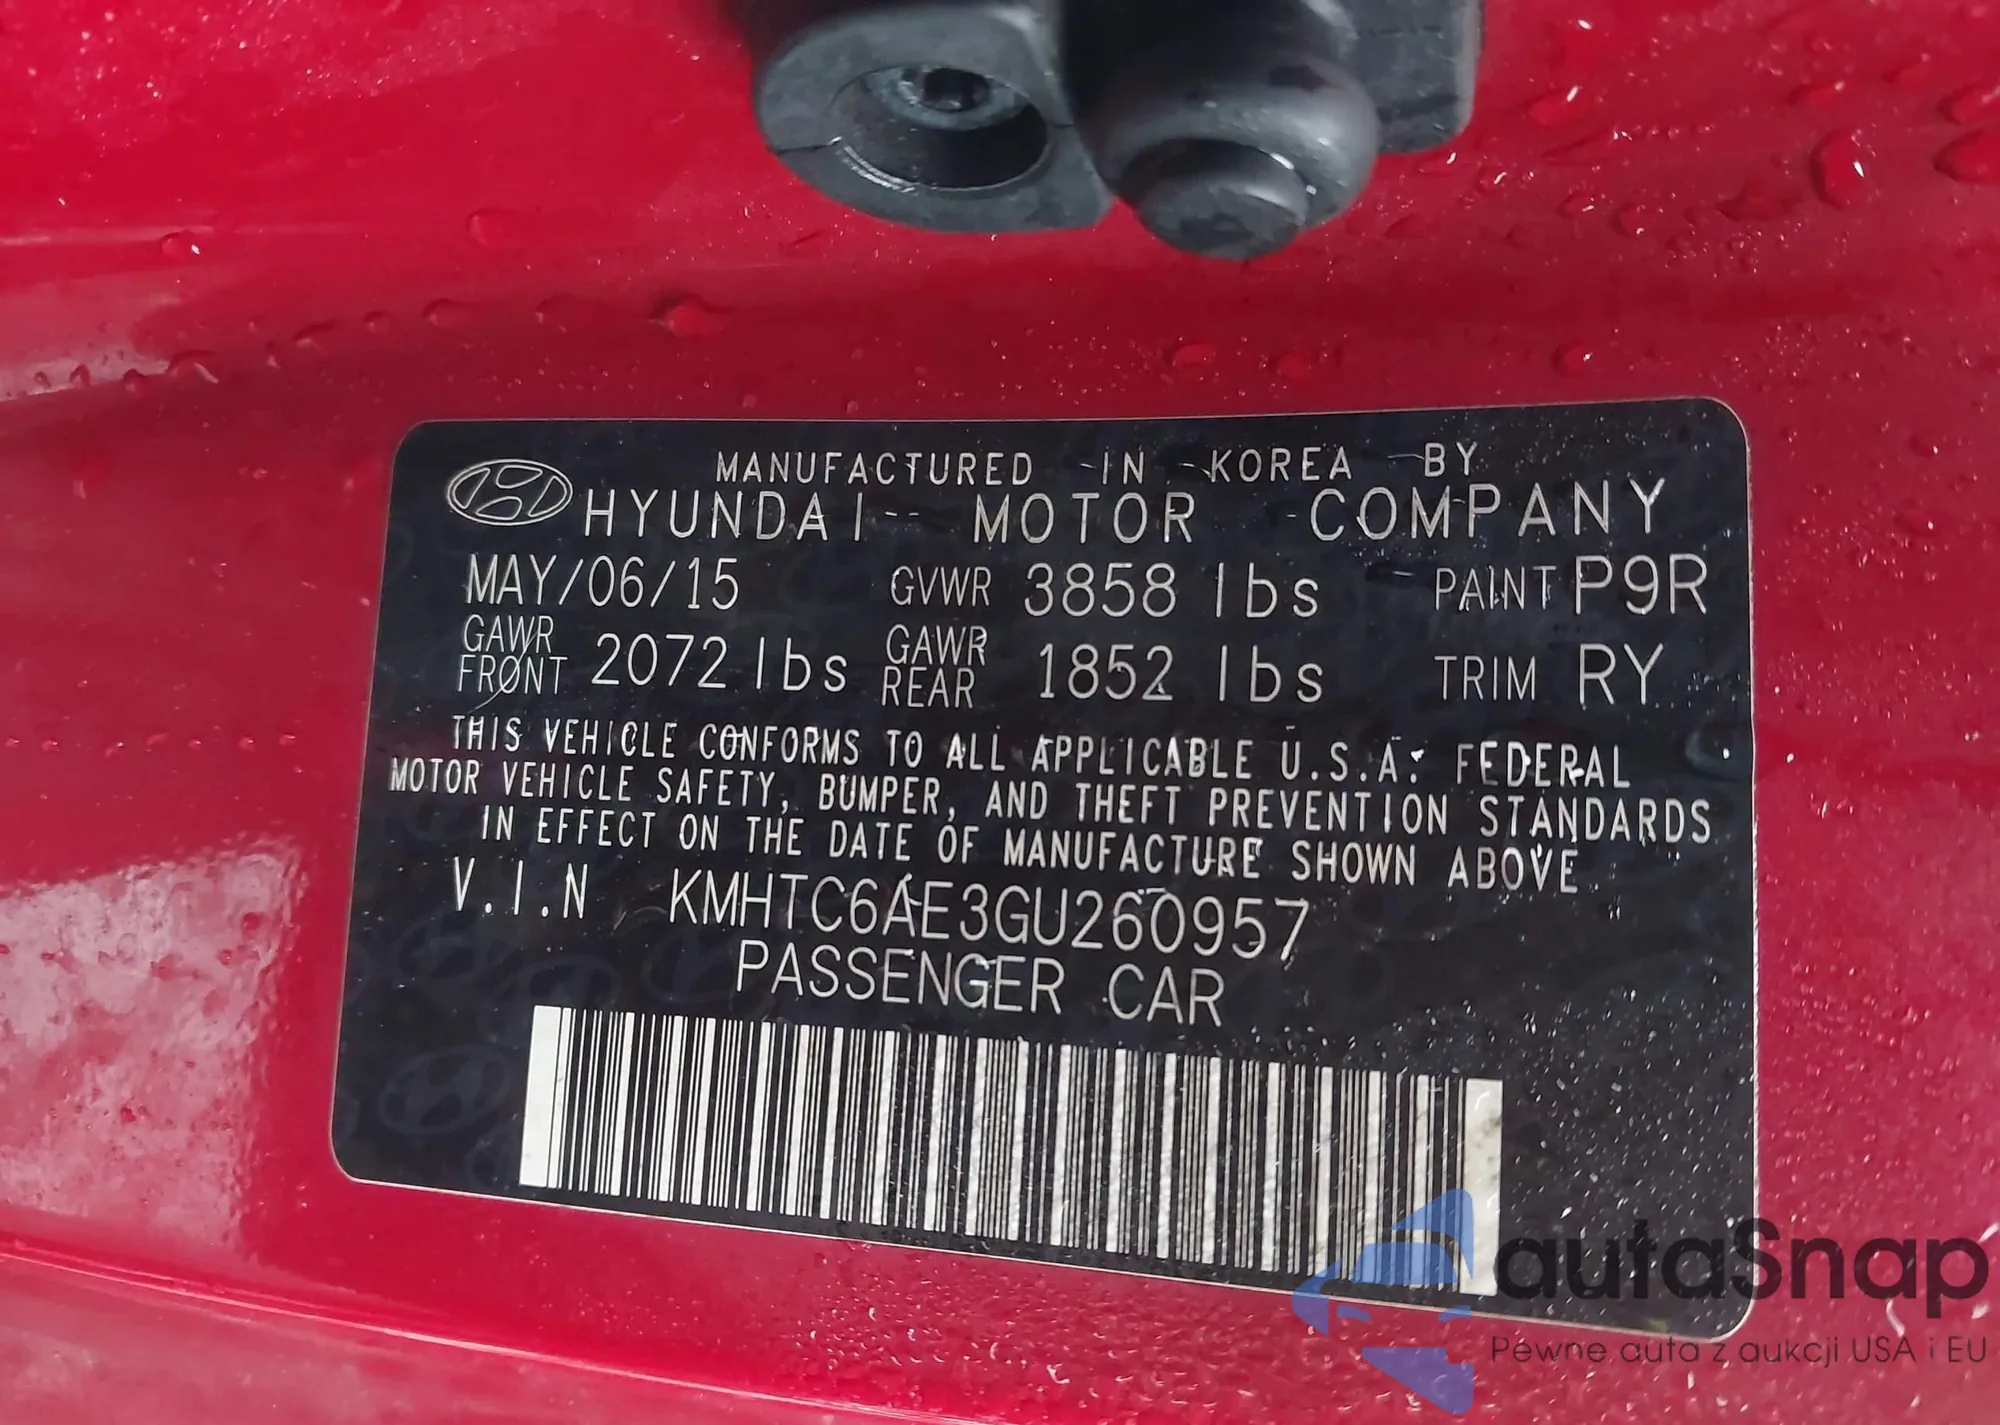 MANUFACTURED IN KOREA BY
HYUNDAI MOTOR COMPANY
MAY/06/15 GVWR 3858 lbs PAINT P9R
GAWR FRONT 2072 lbs GAWR REAR 1852 lbs TRIM RY
THIS VEHICLE CONFORMS TO ALL APPLICABLE U.S.A. FEDERAL
MOTOR VEHICLE SAFETY, BUMPER, AND THEFT PREVENTION STANDARDS
IN EFFECT ON THE DATE OF MANUFACTURE SHOWN ABOVE
V.I.N KMHTC6AE3GU260957
PASSENGER CAR
autaSnap
Pewne auta z aukcji USA i EU